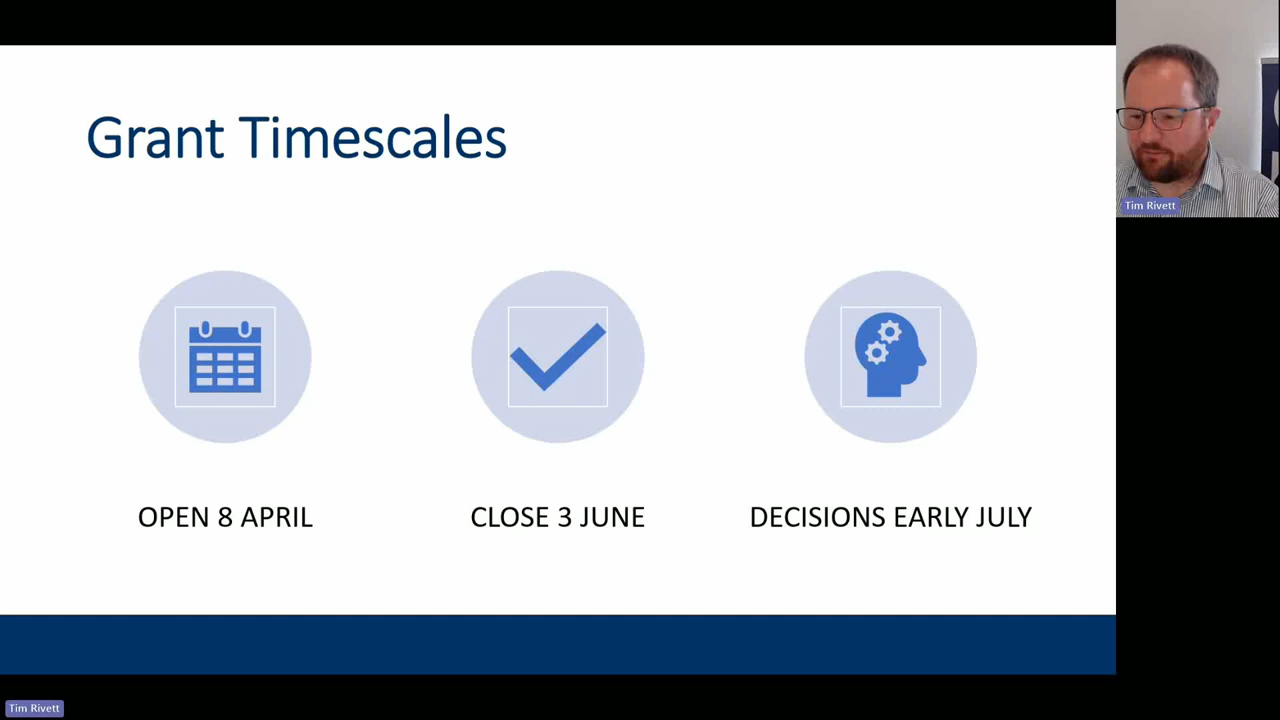 Grant Timescales
OPEN 8 APRIL
CLOSE 3 JUNE
DECISIONS EARLY JULY
Tim Rivett
Tim Rivett